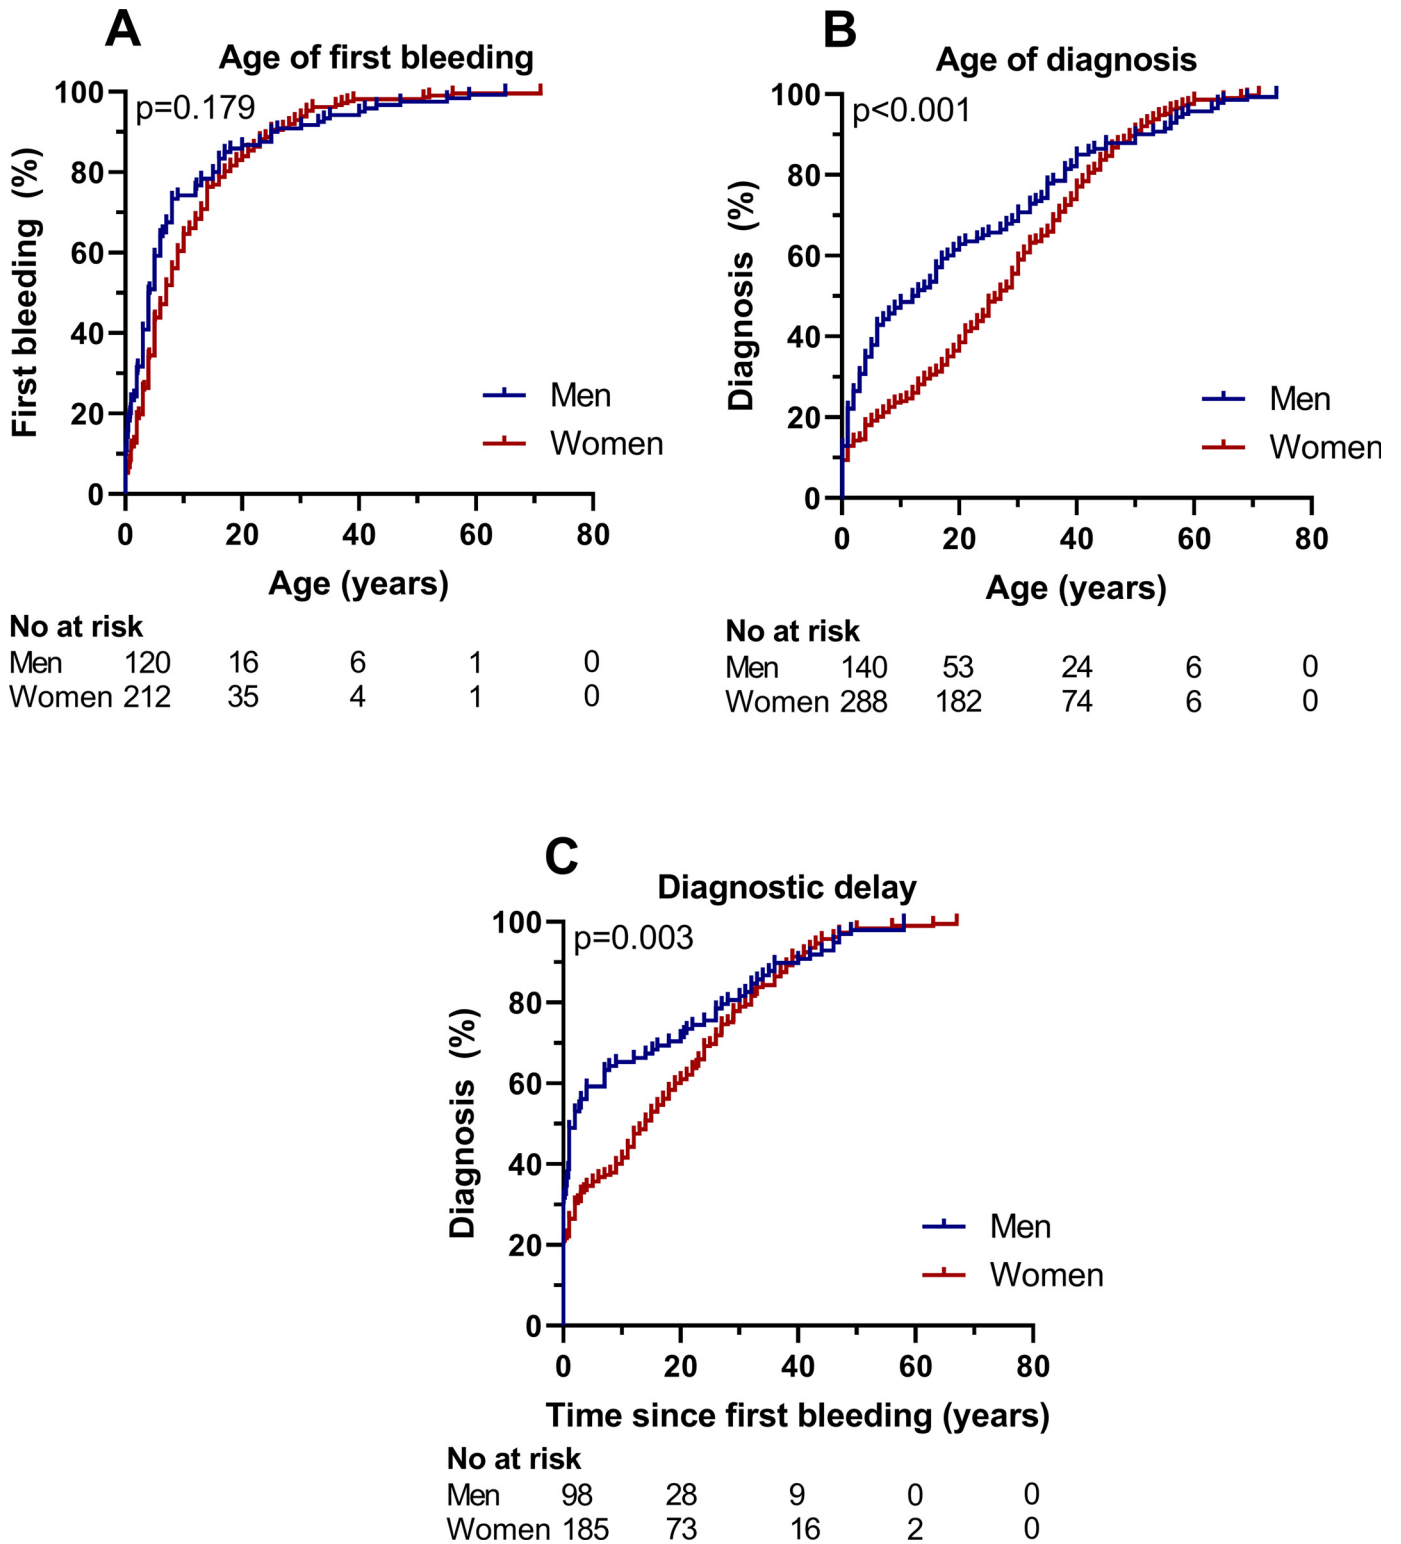 A
Age of first bleeding
p=0.179
First bleeding (%)
100
80
60
40
20
0
Men
Women
0 20 40 60 80
Age (years)
No at risk
Men 120 16 6 1 0
Women 212 35 4 1 0
B
Age of diagnosis
p<0.001
Diagnosis (%)
100
80
60
40
20
0
Men
Women
0 20 40 60 80
Age (years)
No at risk
Men 140 53 24 6 0
Women 288 182 74 6 0
C
Diagnostic delay
p=0.003
Diagnosis (%)
100
80
60
40
20
0
Men
Women
0 20 40 60 80
Time since first bleeding (years)
No at risk
Men 98 28 9 0 0
Women 185 73 16 2 0